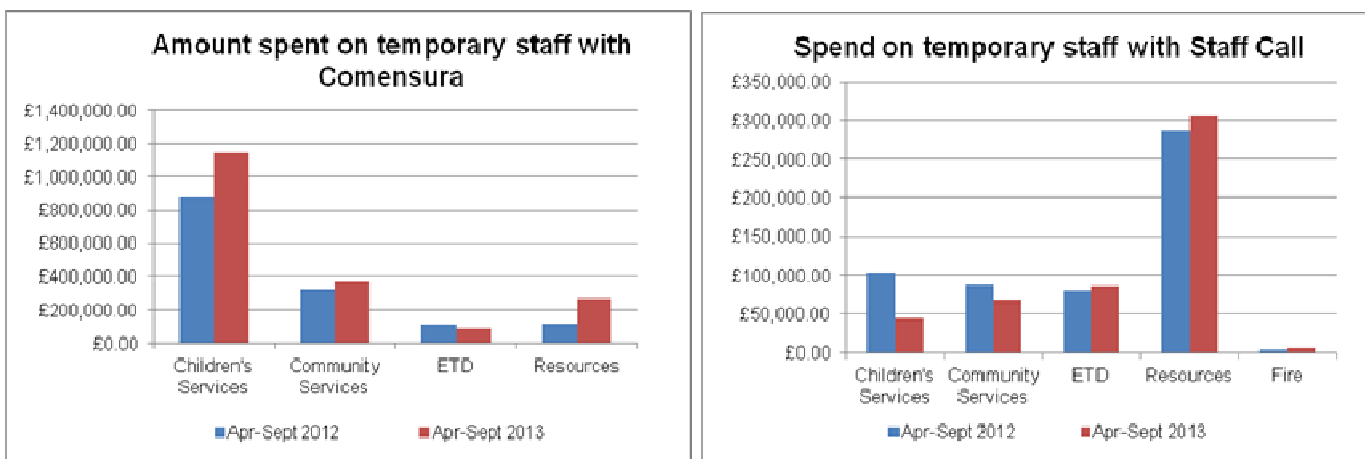 Amount spent on temporary staff with
Comensura
£1,400,000.00
£1,200,000.00
£1,000,000.00
£800,000.00
£600,000.00
£400,000.00
£200,000.00
£0.00
Children's
Services
Community
Services
ETD
Resources
Apr-Sept 2012
Apr-Sept 2013
Spend on temporary staff with Staff Call
£350,000.00
£300,000.00
£250,000.00
£200,000.00
£150,000.00
£100,000.00
£50,000.00
£0.00
Children's
Services
Community
Services
ETD
Resources
Fire
Apr-Sept 2012
Apr-Sept 2013